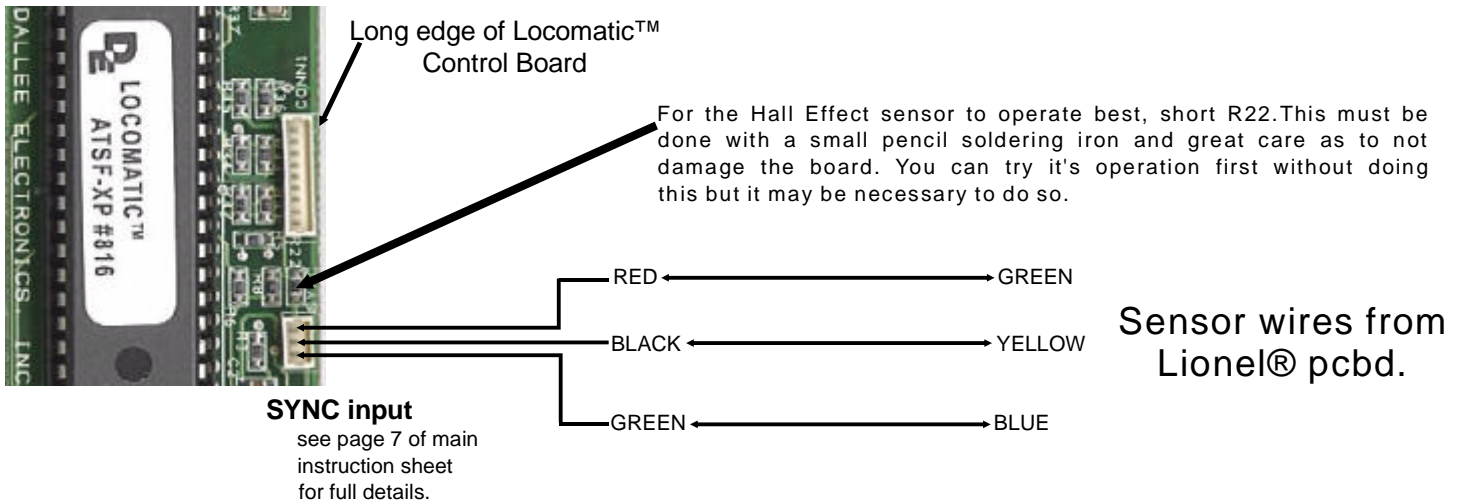 Long edge of Locomatic™
Control Board
For the Hall Effect sensor to operate best, short R22.This must be
done with a small pencil soldering iron and great care as to not
damage the board. You can try it's operation first without doing
this but it may be necessary to do so.
DALLEE ELECTRONICS, INC
DE
LOCOMATIC™
ATSF-XP #816
CONN1
R22
R8
RED
GREEN
BLACK
YELLOW
GREEN
BLUE
Sensor wires from
Lionel® pcbd.
SYNC input
see page 7 of main
instruction sheet
for full details.